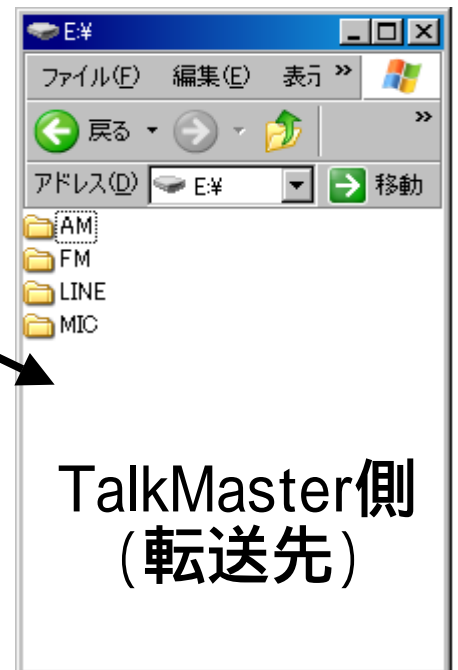 E:¥
ファイル(F) 編集(E) 表示 »
戻る »
アドレス(D) E:¥ 移動
AM
FM
LINE
MIC
TalkMaster側
(転送先)